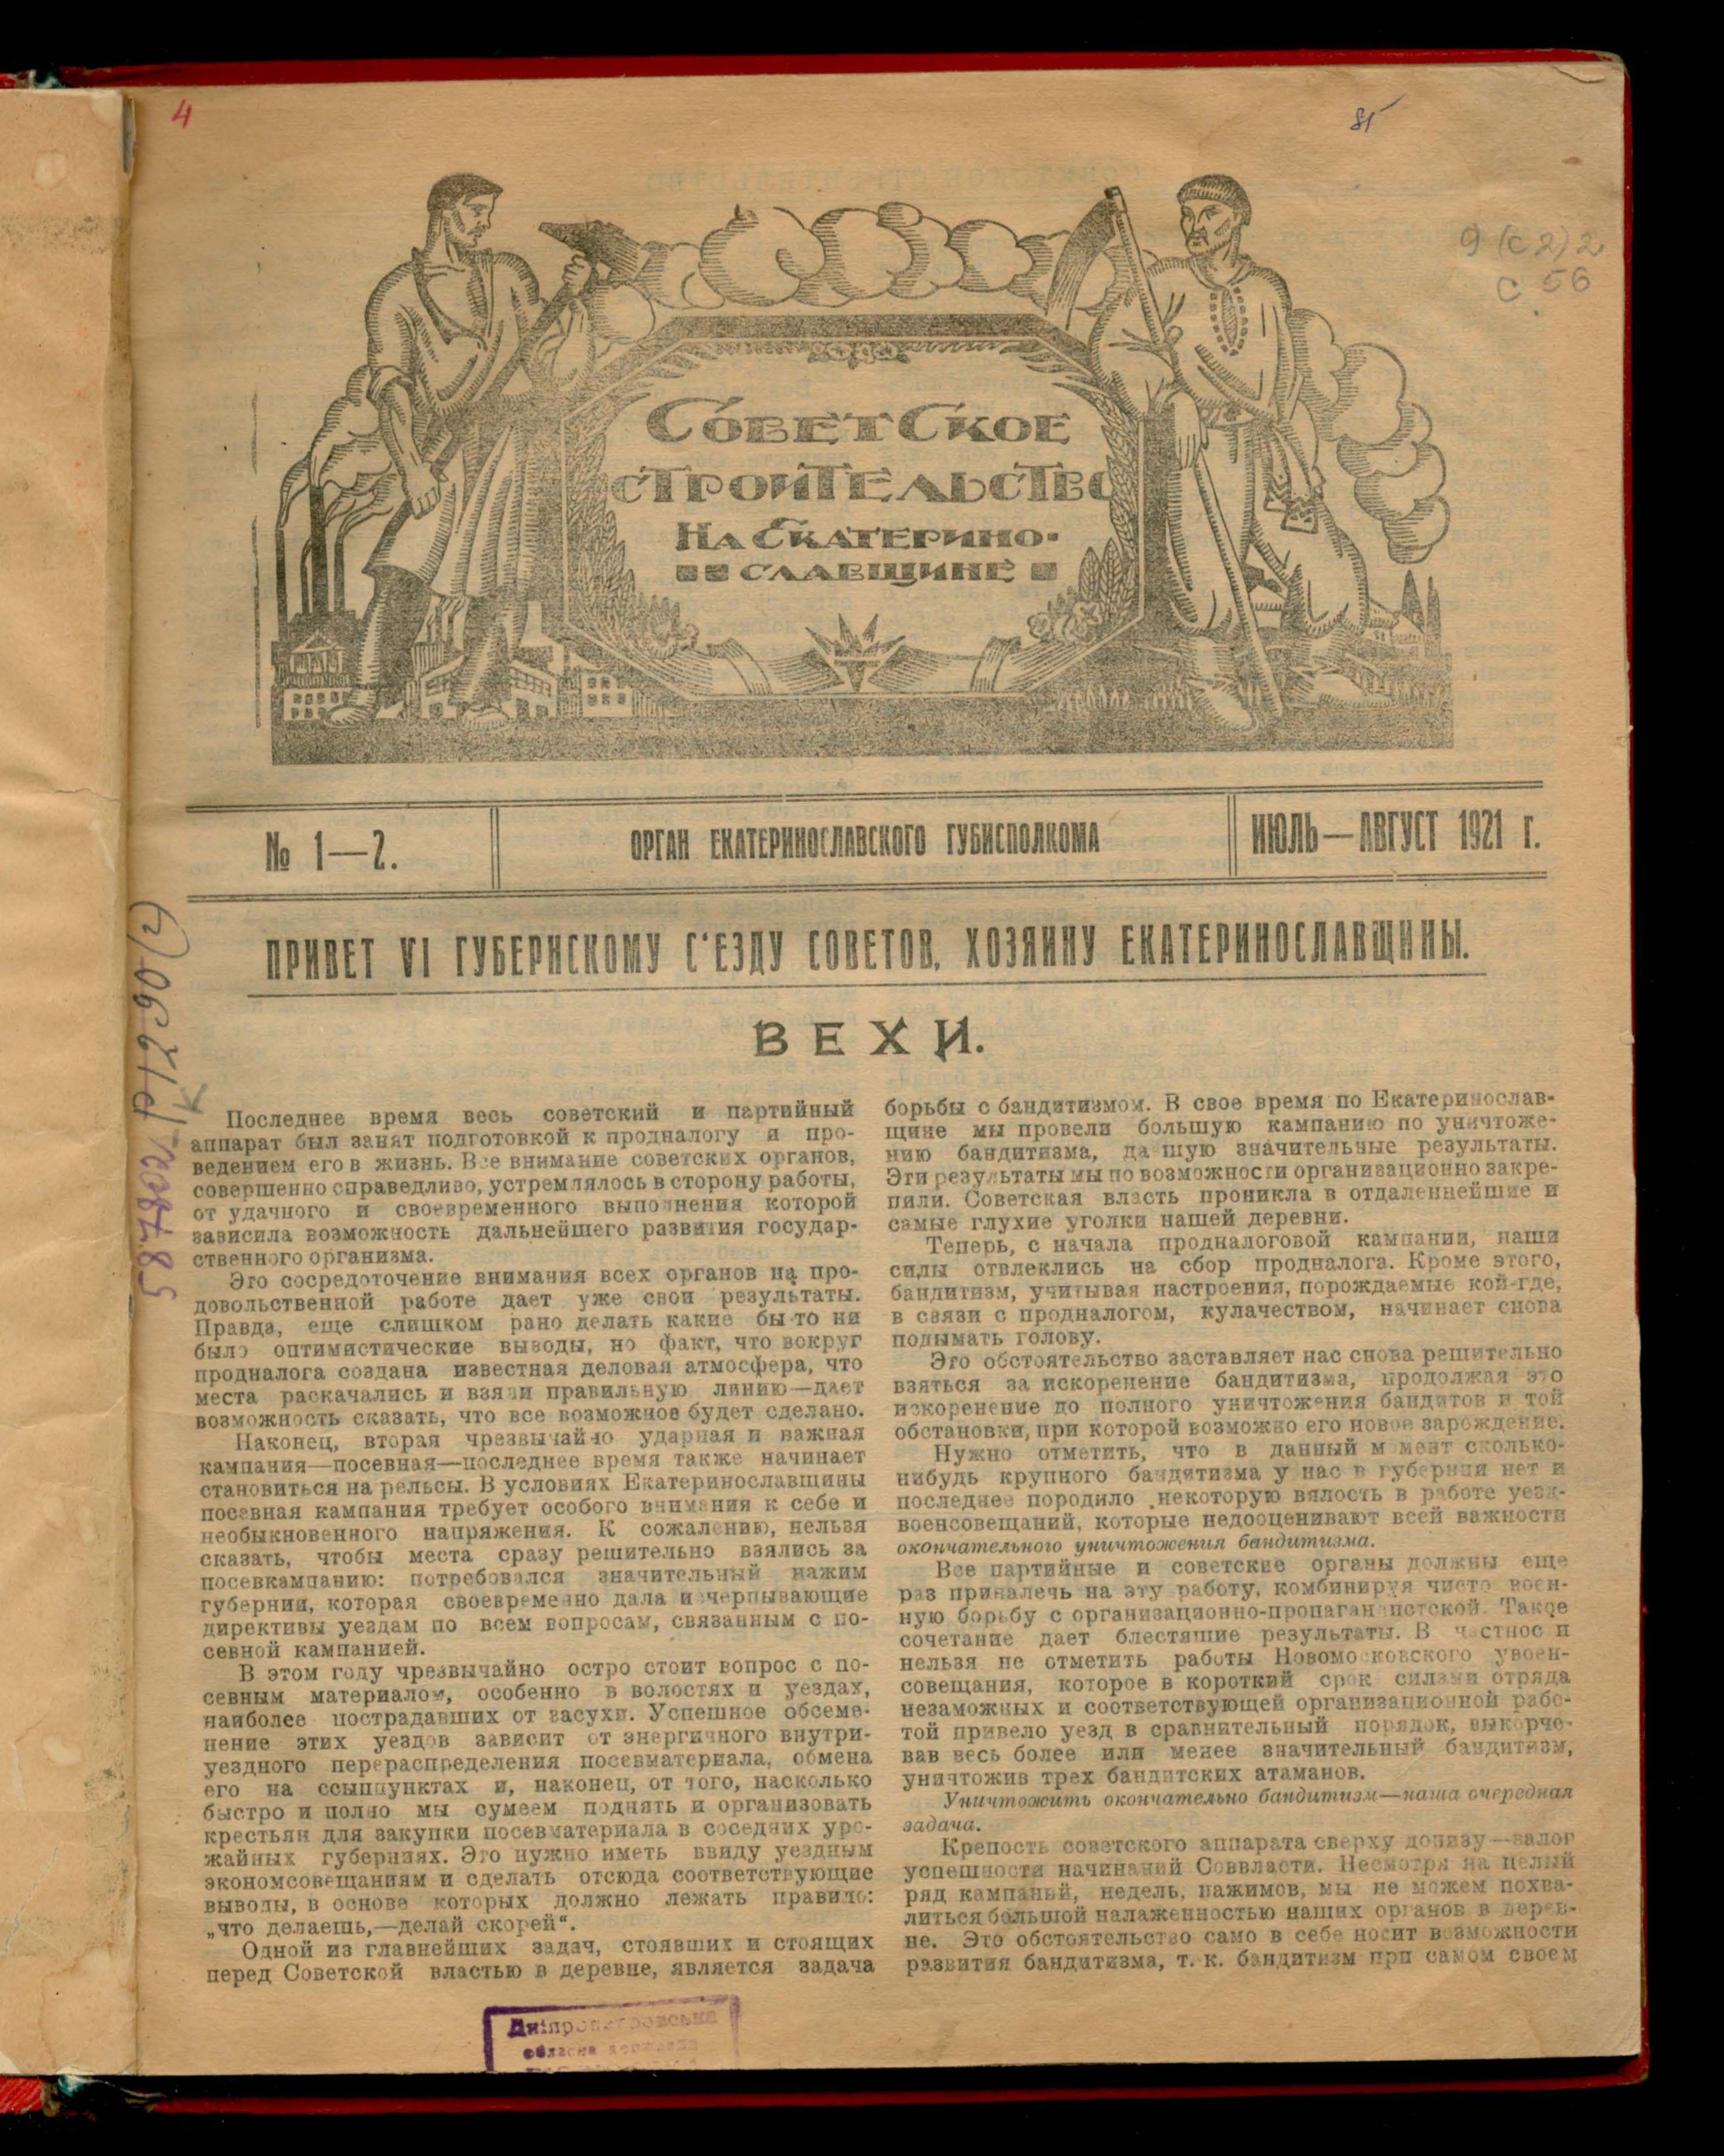 4
81
9 (с2)2
с 56
Советское
строительство
на Екатерино-
славщине
№ 1—2.
ОРГАН ЕКАТЕРИНОСЛАВСКОГО ГУБИСПОЛКОМА
ИЮЛЬ—АВГУСТ 1921 г.
ПРИВЕТ VI ГУБЕРНСКОМУ С'ЕЗДУ СОВЕТОВ, ХОЗЯИНУ ЕКАТЕРИНОСЛАВЩИНЫ.
ВЕХИ.
Последнее время весь советский и партийный
аппарат был занят подготовкой к продналогу и про-
ведением его в жизнь. Все внимание советских органов,
совершенно справедливо, устремлялось в сторону работы,
от удачного и своевременного выполнения которой
зависила возможность дальнейшего развития государ-
ственного организма.
Это сосредоточение внимания всех органов на про-
довольственной работе дает уже свои результаты.
Правда, еще слишком рано делать какие бы то ни
было оптимистические выводы, но факт, что вокруг
продналога создана известная деловая атмосфера, что
места раскачались и взяли правильную линию—дает
возможность сказать, что все возможное будет сделано.
Наконец, вторая чрезвычайно ударная и важная
кампания—посевная—последнее время также начинает
становиться на рельсы. В условиях Екатеринославщины
посевная кампания требует особого внимания к себе и
необыкновенного напряжения. К сожалению, нельзя
сказать, чтобы места сразу решительно взялись за
посевкампанию: потребовался значительный нажим
губернии, которая своевременно дала исчерпывающие
директивы уездам по всем вопросам, связанным с по-
севной кампанией.
В этом году чрезвычайно остро стоит вопрос с по-
севным материалом, особенно в волостях и уездах,
наиболее пострадавших от засухи. Успешное обсеме-
нение этих уездов зависит от энергичного внутри-
уездного перераспределения посевматериала, обмена
его на ссыппунктах и, наконец, от того, насколько
быстро и полно мы сумеем поднять и организовать
крестьян для закупки посевматериала в соседних уро-
жайных губерниях. Это нужно иметь ввиду уездным
экономсовещаниям и сделать отсюда соответствующие
выводы, в основе которых должно лежать правило:
„что делаешь,—делай скорей“.
Одной из главнейших задач, стоявших и стоящих
перед Советской властью в деревне, является задача
борьбы с бандитизмом. В свое время по Екатеринослав-
щине мы провели большую кампанию по уничтоже-
нию бандитизма, давшую значительные результаты.
Эти результаты мы по возможности организационно закре-
пили. Советская власть проникла в отдаленнейшие и
самые глухие уголки нашей деревни.
Теперь, с начала продналоговой кампании, наши
силы отвлеклись на сбор продналога. Кроме этого,
бандитизм, учитывая настроения, порождаемые кой-где,
в связи с продналогом, кулачеством, начинает снова
подымать голову.
Это обстоятельство заставляет нас снова решительно
взяться за искоренение бандитизма, продолжая это
искоренение до полного уничтожения бандитов и той
обстановки, при которой возможно его новое зарождение.
Нужно отметить, что в данный момент сколько-
нибудь крупного бандитизма у нас в губернии нет и
последнее породило некоторую вялость в работе уезд-
военсовещаний, которые недооценивают всей важности
окончательного уничтожения бандитизма.
Все партийные и советские органы должны еще
раз приналечь на эту работу, комбинируя чисто воен-
ную борьбу с организационно-пропагандистской. Такое
сочетание дает блестящие результаты. В частности
нельзя не отметить работы Новомосковского увоен-
совещания, которое в короткий срок силами отряда
незаможных и соответствующей организационной рабо-
той привело уезд в сравнительный порядок, выкорче-
вав весь более или менее значительный бандитизм,
уничтожив трех бандитских атаманов.
Уничтожить окончательно бандитизм—наша очередная
задача.
Крепость советского аппарата сверху донизу—залог
успешности начинаний Соввласти. Несмотря на целый
ряд кампаний, недель, нажимов, мы не можем похва-
литься большой налаженностью наших органов в дерев-
не. Это обстоятельство само в себе носит возможности
развития бандитизма, т. к. бандитизм при самом своем
Дніпропетровська
обласна державна